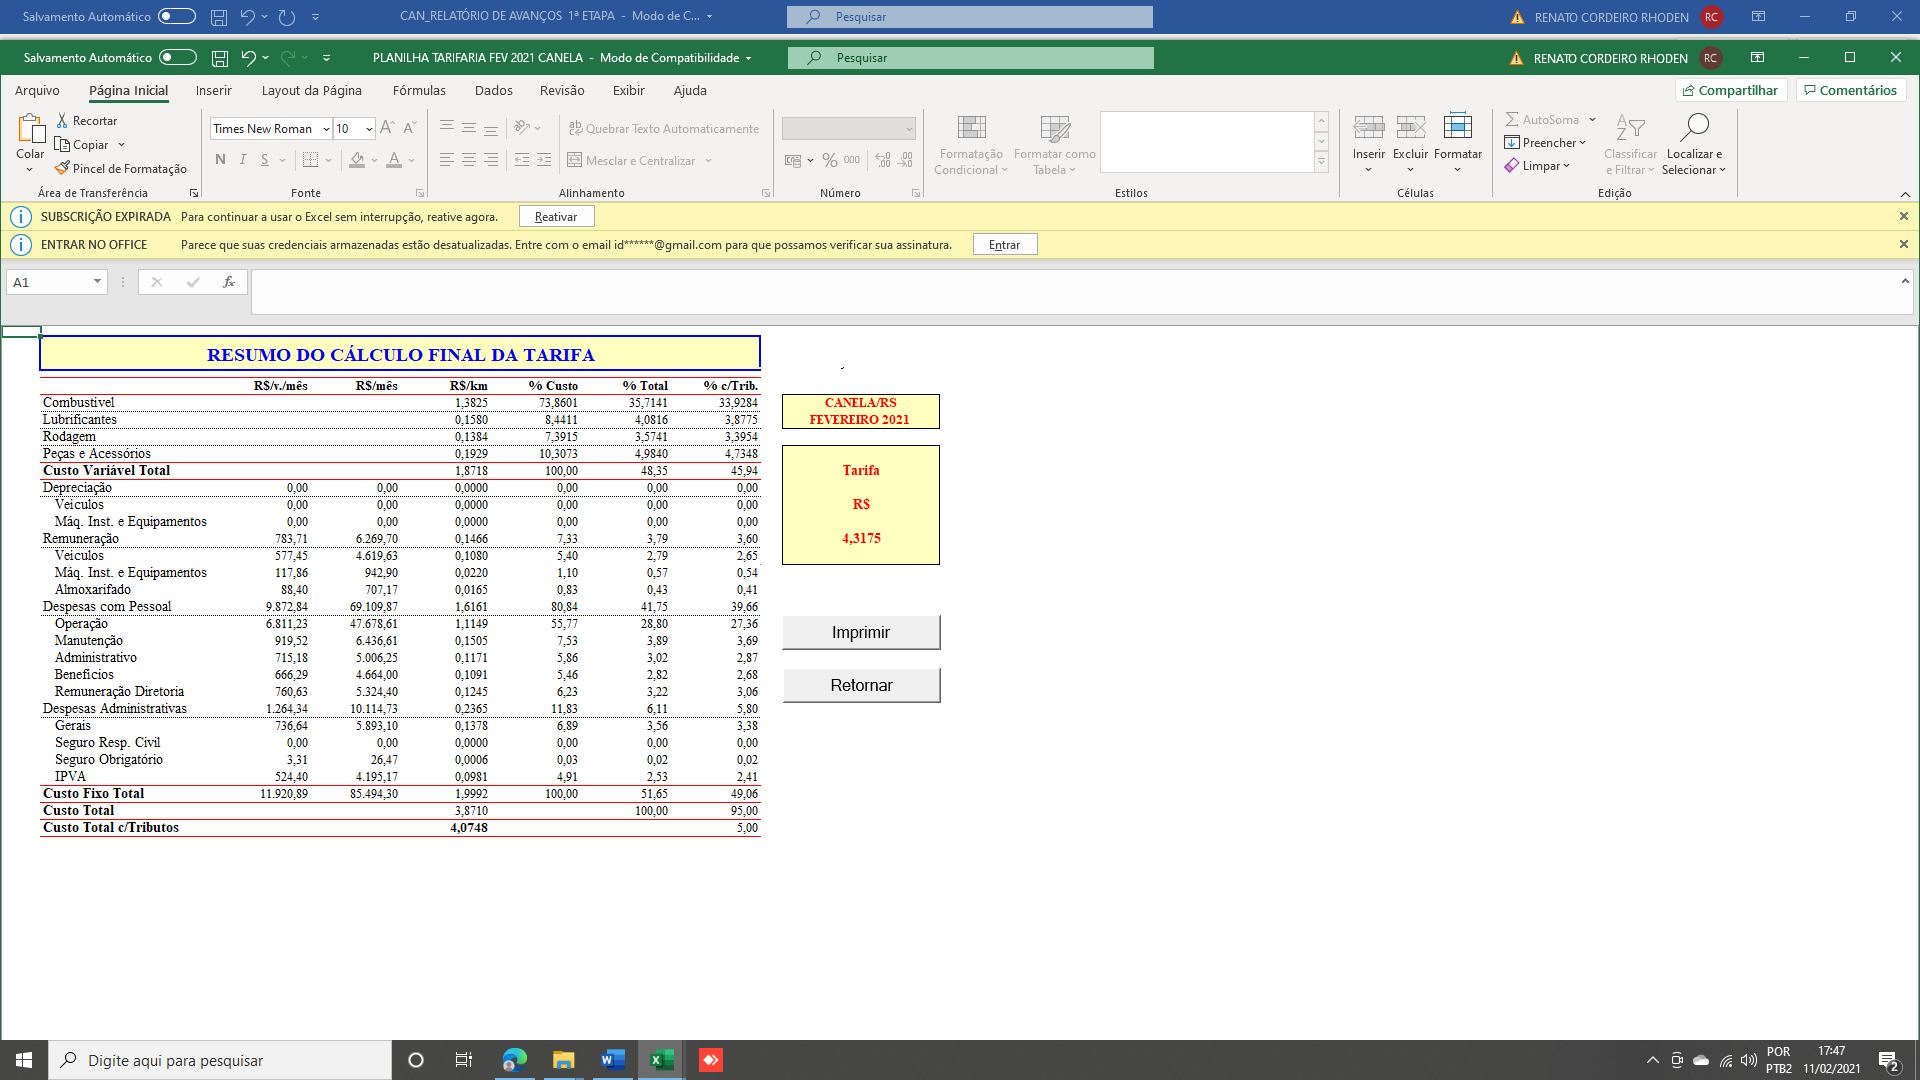 Salvamento Automático CAN_RELATÓRIO DE AVANÇOS 1ª ETAPA - Modo de C... Pesquisar RENATO CORDEIRO RHODEN RC
Salvamento Automático PLANILHA TARIFARIA FEV 2021 CANELA - Modo de Compatibilidade Pesquisar RENATO CORDEIRO RHODEN RC
Arquivo Página Inicial Inserir Layout da Página Fórmulas Dados Revisão Exibir Ajuda Compartilhar Comentários
Colar
Recortar
Copiar
Pincel de Formatação
Área de Transferência
Times New Roman 10
N I S
Fonte
Quebrar Texto Automaticamente
Mesclar e Centralizar
Alinhamento
% 000
Número
Formatação Condicional
Formatar como Tabela
Estilos
Inserir Excluir Formatar
Células
AutoSoma
Preencher
Limpar
Classificar e Filtrar
Localizar e Selecionar
Edição
SUBSCRIÇÃO EXPIRADA Para continuar a usar o Excel sem interrupção, reative agora. Reativar
ENTRAR NO OFFICE Parece que suas credenciais armazenadas estão desatualizadas. Entre com o email id******@gmail.com para que possamos verificar sua assinatura. Entrar
A1 fx
RESUMO DO CÁLCULO FINAL DA TARIFA
R$/v./mês R$/mês R$/km % Custo % Total % c/Trib.
Combustivel 1,3825 73,8601 35,7141 33,9284
Lubrificantes 0,1580 8,4411 4,0816 3,8775
Rodagem 0,1384 7,3915 3,5741 3,3954
Peças e Acessórios 0,1929 10,3073 4,9840 4,7348
Custo Variável Total 1,8718 100,00 48,35 45,94
Depreciação 0,00 0,00 0,0000 0,00 0,00 0,00
Veiculos 0,00 0,00 0,0000 0,00 0,00 0,00
Máq. Inst. e Equipamentos 0,00 0,00 0,0000 0,00 0,00 0,00
Remuneração 783,71 6.269,70 0,1466 7,33 3,79 3,60
Veiculos 577,45 4.619,63 0,1080 5,40 2,79 2,65
Máq. Inst. e Equipamentos 117,86 942,90 0,0220 1,10 0,57 0,54
Almoxarifado 88,40 707,17 0,0165 0,83 0,43 0,41
Despesas com Pessoal 9.872,84 69.109,87 1,6161 80,84 41,75 39,66
Operação 6.811,23 47.678,61 1,1149 55,77 28,80 27,36
Manutenção 919,52 6.436,61 0,1505 7,53 3,89 3,69
Administrativo 715,18 5.006,25 0,1171 5,86 3,02 2,87
Benefícios 666,29 4.664,00 0,1091 5,46 2,82 2,68
Remuneração Diretoria 760,63 5.324,40 0,1245 6,23 3,22 3,06
Despesas Administrativas 1.264,34 10.114,73 0,2365 11,83 6,11 5,80
Gerais 736,64 5.893,10 0,1378 6,89 3,56 3,38
Seguro Resp. Civil 0,00 0,00 0,0000 0,00 0,00 0,00
Seguro Obrigatório 3,31 26,47 0,0006 0,03 0,02 0,02
IPVA 524,40 4.195,17 0,0981 4,91 2,53 2,41
Custo Fixo Total 11.920,89 85.494,30 1,9992 100,00 51,65 49,06
Custo Total 3,8710 100,00 95,00
Custo Total c/Tributos 4,0748 5,00
CANELA/RS
FEVEREIRO 2021
Tarifa
R$
4,3175
Imprimir
Retornar
Digite aqui para pesquisar
POR
PTB2
17:47
11/02/2021
2